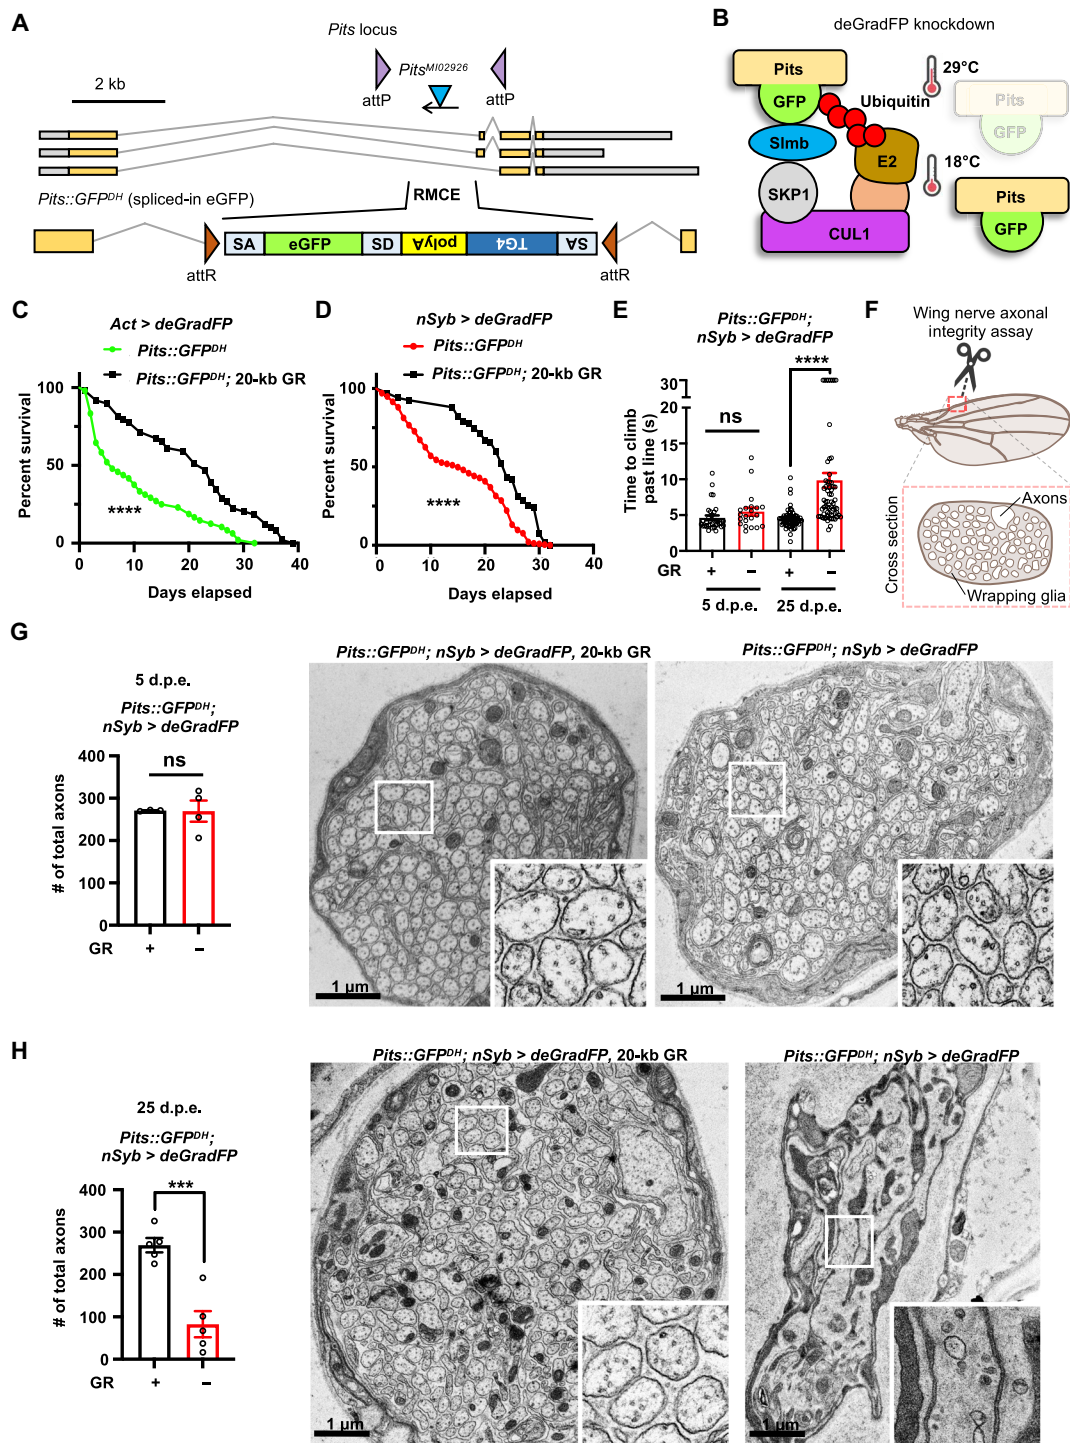 A
Pits locus
2 kb
Pits^MI02926
attP
attP
Pits::GFP^DH (spliced-in eGFP)
RMCE
SA
eGFP
SD
polyA
TG4
SA
attR
attR
B
deGradFP knockdown
Pits
GFP
Ubiquitin
Slmb
E2
SKP1
CUL1
29°C
Pits
GFP
18°C
Pits
GFP
C
Act > deGradFP
Pits::GFP^DH
Pits::GFP^DH; 20-kb GR
Percent survival
100
50
0
****
0 10 20 30 40
Days elapsed
D
nSyb > deGradFP
Pits::GFP^DH
Pits::GFP^DH; 20-kb GR
Percent survival
100
50
0
****
0 10 20 30 40
Days elapsed
E
Pits::GFP^DH;
nSyb > deGradFP
Time to climb
past line (s)
30
20
15
10
5
0
ns
****
GR + − + −
5 d.p.e. 25 d.p.e.
F
Wing nerve axonal
integrity assay
Cross section
Axons
Wrapping glia
G
5 d.p.e.
Pits::GFP^DH;
nSyb > deGradFP
# of total axons
400
300
200
100
0
ns
GR + −
Pits::GFP^DH; nSyb > deGradFP, 20-kb GR
1 µm
Pits::GFP^DH; nSyb > deGradFP
1 µm
H
25 d.p.e.
Pits::GFP^DH;
nSyb > deGradFP
# of total axons
400
300
200
100
0
***
GR + −
Pits::GFP^DH; nSyb > deGradFP, 20-kb GR
1 µm
Pits::GFP^DH; nSyb > deGradFP
1 µm